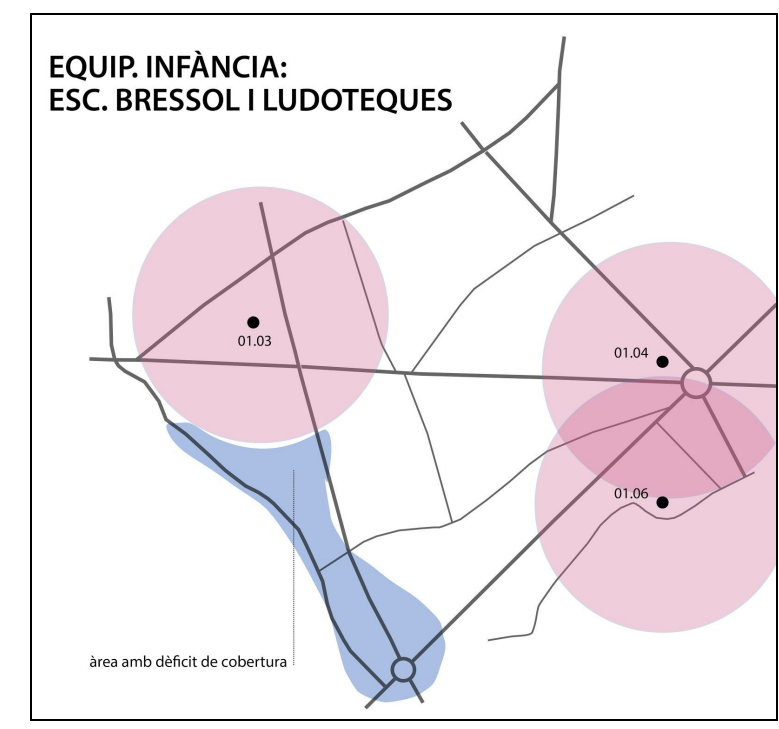 EQUIP. INFÀNCIA:
ESC. BRESSOL I LUDOTEQUES
01.03
01.04
01.06
àrea amb dèficit de cobertura